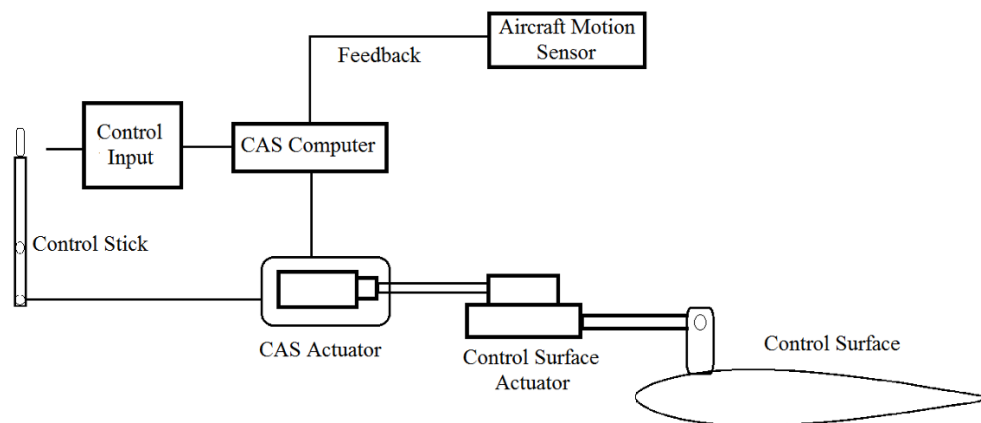 Aircraft Motion
Sensor
Feedback
Control
Input
CAS Computer
Control Stick
CAS Actuator
Control Surface
Actuator
Control Surface